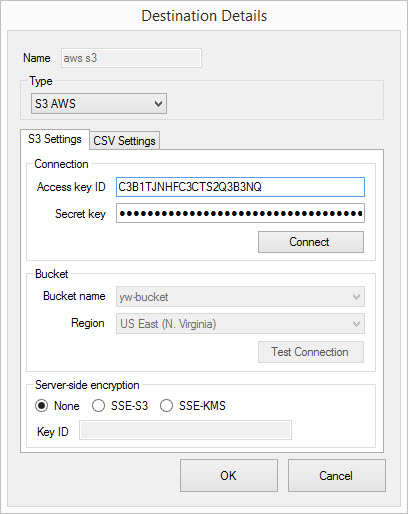 Destination Details
Name aws s3
Type
S3 AWS
S3 Settings CSV Settings
Connection
Access key ID C3B1TJNHFC3CTS2Q3B3NQ
Secret key ●●●●●●●●●●●●●●●●●●●●●●●●●●●●●●●●●●●●●
Connect
Bucket
Bucket name yw-bucket
Region US East (N. Virginia)
Test Connection
Server-side encryption
None SSE-S3 SSE-KMS
Key ID
OK Cancel